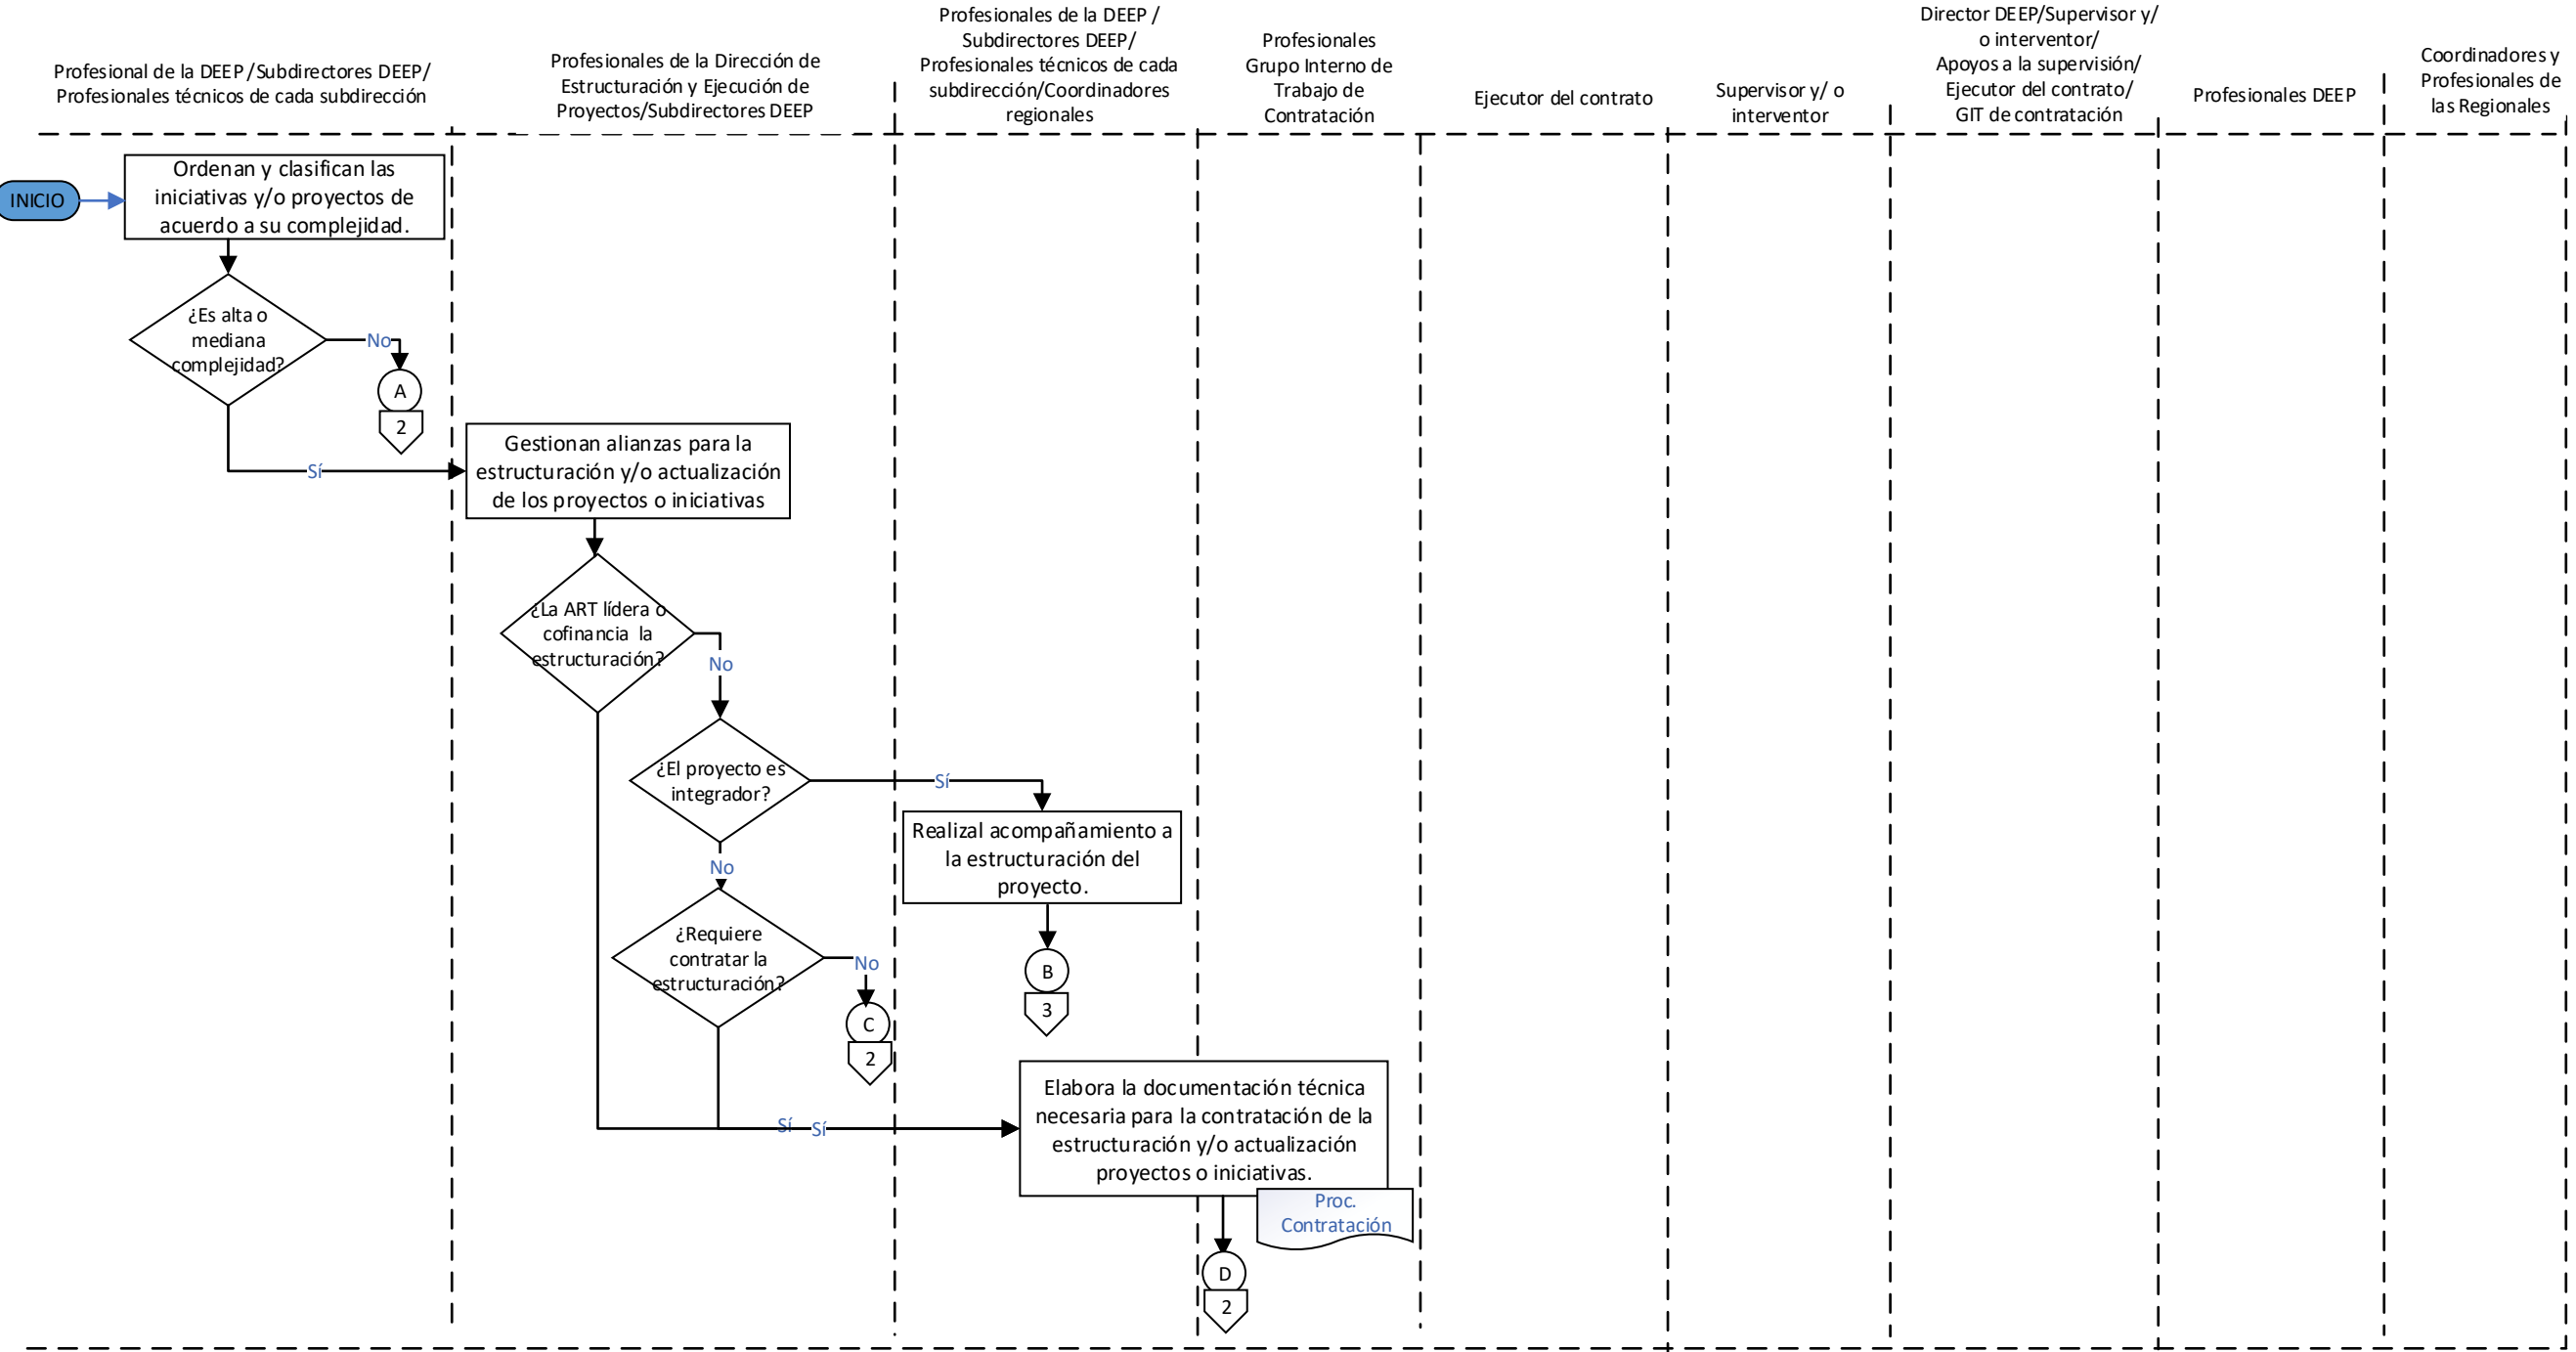 Profesional de la DEEP/Subdirectores DEEP/
Profesionales técnicos de cada subdirección
Profesionales de la Dirección de
Estructuración y Ejecución de
Proyectos/Subdirectores DEEP
Profesionales de la DEEP /
Subdirectores DEEP/
Profesionales técnicos de cada
subdirección/Coordinadores
regionales
Profesionales
Grupo Interno de
Trabajo de
Contratación
Ejecutor del contrato
Supervisor y/ o
interventor
Director DEEP/Supervisor y/
o interventor/
Apoyos a la supervisión/
Ejecutor del contrato/
GIT de contratación
Profesionales DEEP
Coordinadores y
Profesionales de
las Regionales
INICIO
Ordenan y clasifican las
iniciativas y/o proyectos de
acuerdo a su complejidad.
¿Es alta o
mediana
complejidad?
No
A
2
Sí
Gestionan alianzas para la
estructuración y/o actualización
de los proyectos o iniciativas
¿La ART lídera o
cofinancia la
estructuración?
No
¿El proyecto es
integrador?
Sí
Realizal acompañamiento a
la estructuración del
proyecto.
No
¿Requiere
contratar la
estructuración?
No
C
2
B
3
Sí
Sí
Elabora la documentación técnica
necesaria para la contratación de la
estructuración y/o actualización
proyectos o iniciativas.
Proc.
Contratación
D
2